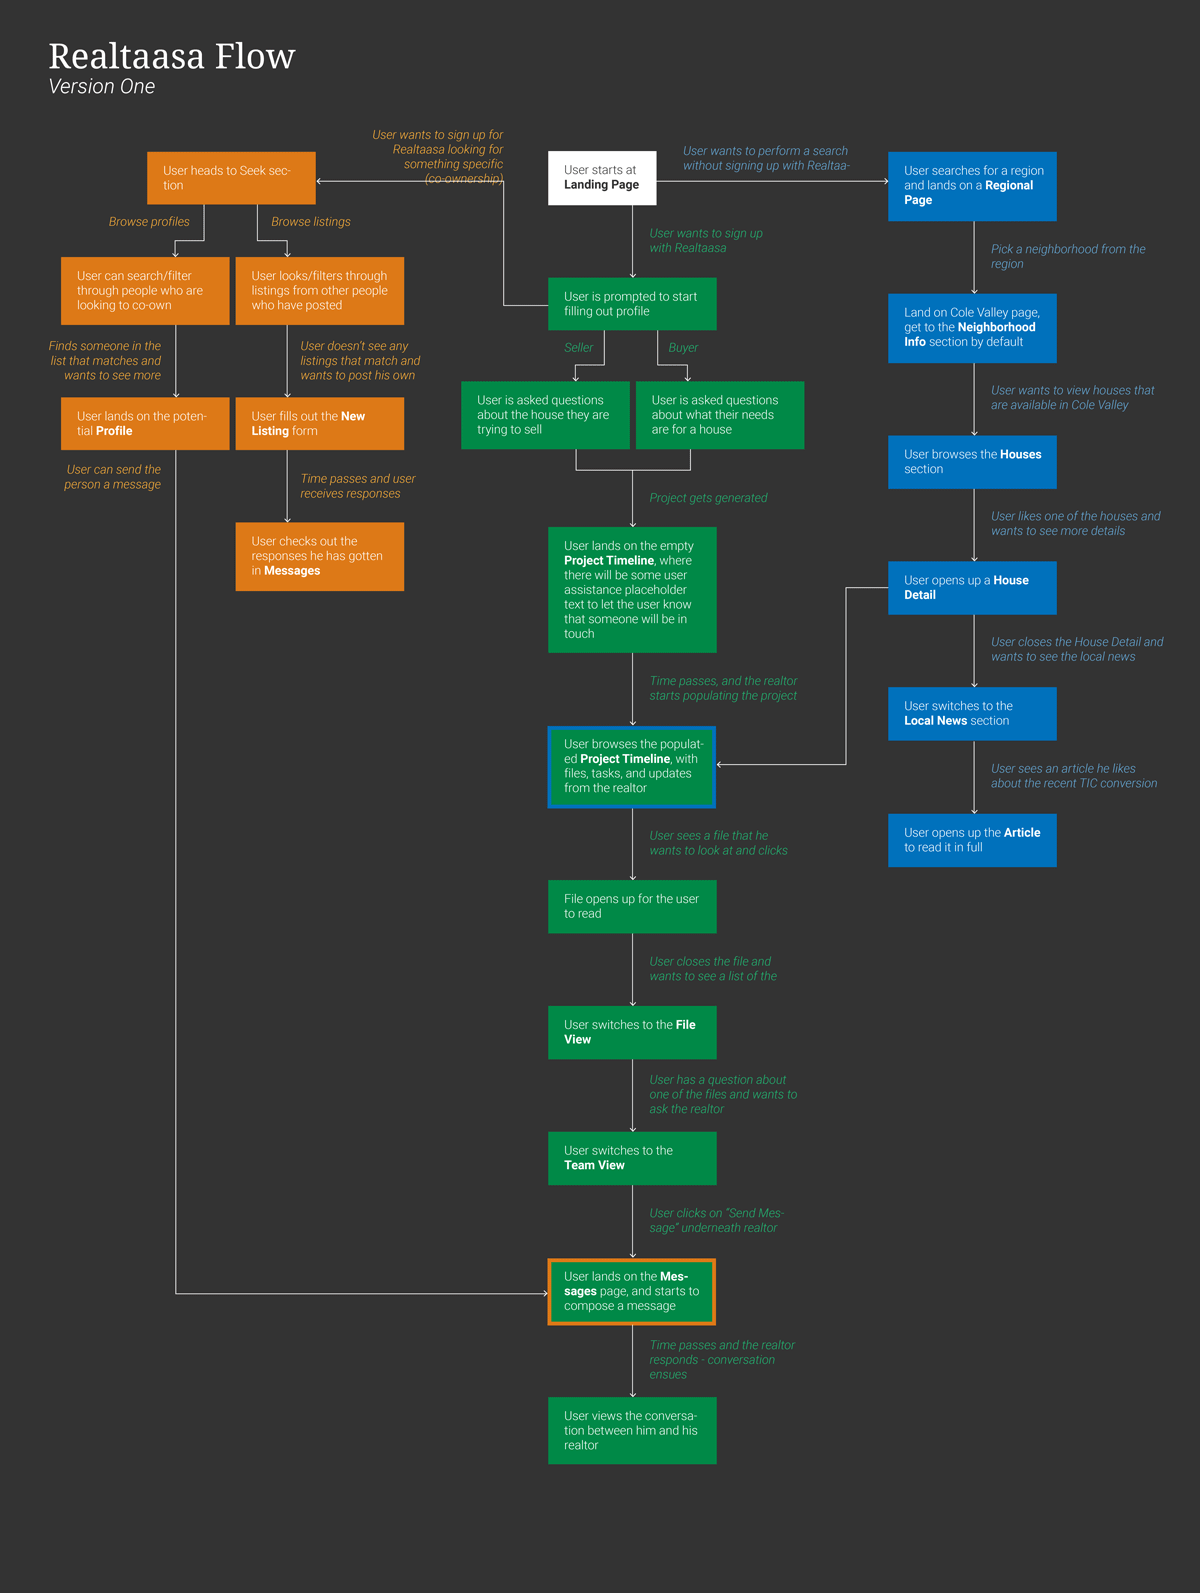 Realtaasa Flow
Version One
User wants to sign up for
Realtaasa looking for
something specific
(co-ownership)
User heads to Seek sec-
tion
Browse profiles
Browse listings
User can search/filter
through people who are
looking to co-own
User looks/filters through
listings from other people
who have posted
Finds someone in the
list that matches and
wants to see more
User doesn't see any
listings that match and
wants to post his own
User lands on the poten-
tial Profile
User fills out the New
Listing form
User can send the
person a message
Time passes and user
receives responses
User checks out the
responses he has gotten
in Messages
User starts at
Landing Page
User wants to sign up
with Realtaasa
User is prompted to start
filling out profile
Seller
Buyer
User is asked questions
about the house they are
trying to sell
User is asked questions
about what their needs
are for a house
Project gets generated
User lands on the empty
Project Timeline, where
there will be some user
assistance placeholder
text to let the user know
that someone will be in
touch
Time passes, and the realtor
starts populating the project
User browses the populat-
ed Project Timeline, with
files, tasks, and updates
from the realtor
User sees a file that he
wants to look at and clicks
File opens up for the user
to read
User closes the file and
wants to see a list of the
User switches to the File
View
User has a question about
one of the files and wants to
ask the realtor
User switches to the
Team View
User clicks on “Send Mes-
sage” underneath realtor
User lands on the Mes-
sages page, and starts to
compose a message
Time passes and the realtor
responds - conversation
ensues
User views the conversa-
tion between him and his
realtor
User wants to perform a search
without signing up with Realtaa-
User searches for a region
and lands on a Regional
Page
Pick a neighborhood from the
region
Land on Cole Valley page,
get to the Neighborhood
Info section by default
User wants to view houses that
are available in Cole Valley
User browses the Houses
section
User likes one of the houses and
wants to see more details
User opens up a House
Detail
User closes the House Detail and
wants to see the local news
User switches to the
Local News section
User sees an article he likes
about the recent TIC conversion
User opens up the Article
to read it in full